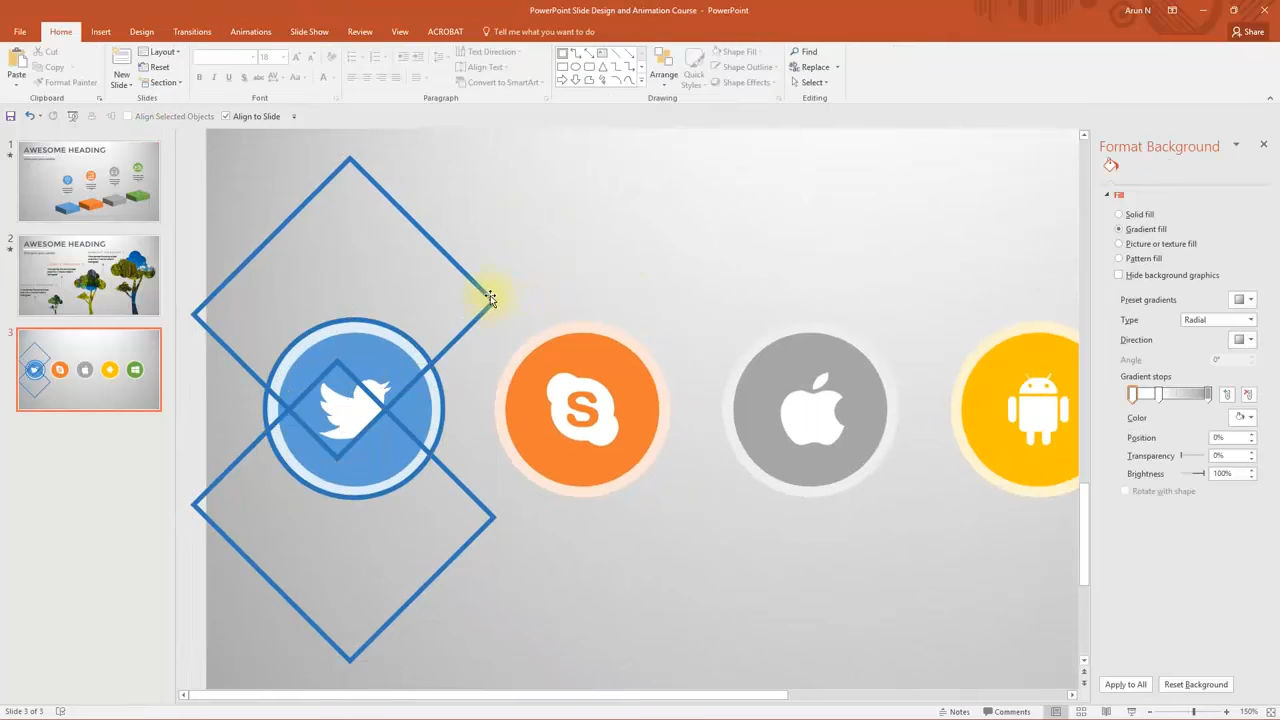 PowerPoint Slide Design and Animation Course - PowerPoint
Arun N
File Home Insert Design Transitions Animations Slide Show Review View ACROBAT Tell me what you want to do
Share
Paste
Cut
Copy
Format Painter
Clipboard
New Slide
Layout
Reset
Section
Slides
18
Font
Text Direction
Align Text
Convert to SmartArt
Paragraph
Arrange
Quick Styles
Shape Fill
Shape Outline
Shape Effects
Drawing
Find
Replace
Select
Editing
Align Selected Objects
Align to Slide
1
AWESOME HEADING
2
AWESOME HEADING
3
Format Background
Solid fill
Gradient fill
Picture or texture fill
Pattern fill
Hide background graphics
Preset gradients
Type Radial
Direction
Angle 0°
Gradient stops
Color
Position 0%
Transparency 0%
Brightness 100%
Rotate with shape
Apply to All Reset Background
Slide 3 of 3
Notes Comments
150%